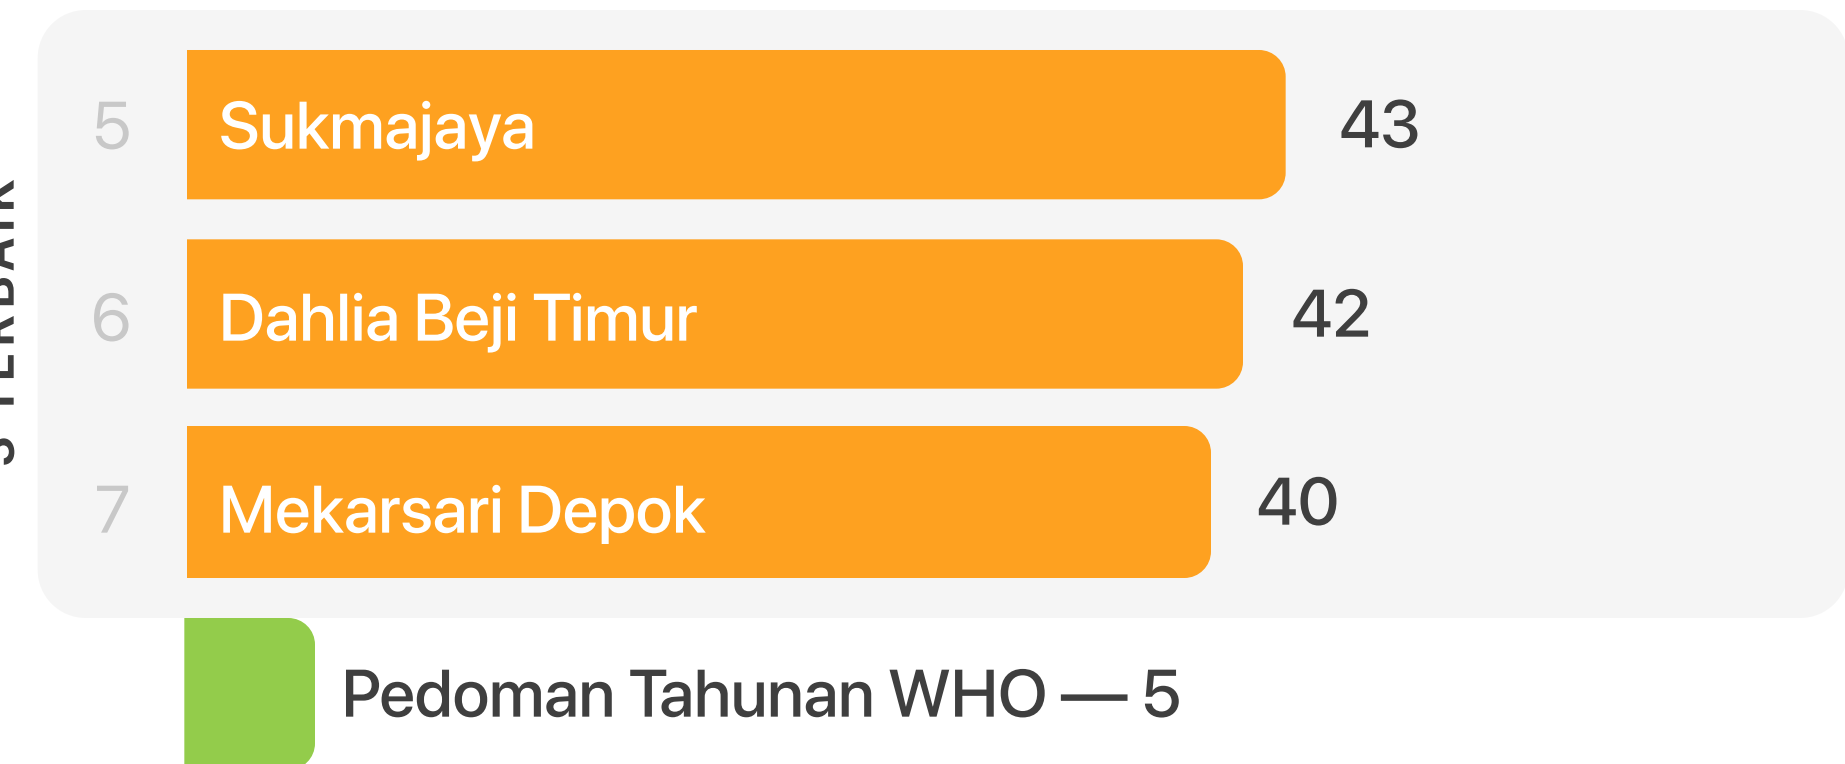 5 Sukmajaya 43
6 Dahlia Beji Timur 42
7 Mekarsari Depok 40
Pedoman Tahunan WHO — 5